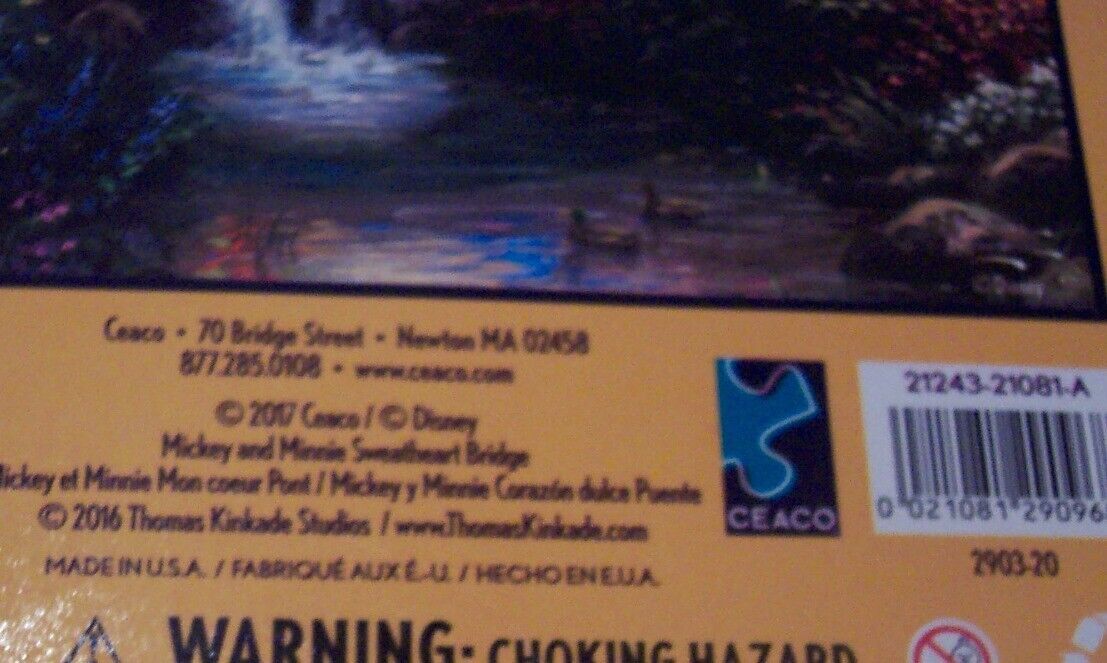 Ceaco • 70 Bridge Street • Newton MA 02458
877.285.0108 • www.ceaco.com
© 2017 Ceaco / © Disney
Mickey and Minnie Sweatheart Bridge
ickey et Minnie Mon coeur Pont / Mickey y Minnie Corazón dulce Puente
© 2016 Thomas Kinkade Studios / www.ThomasKinkade.com
MADE IN U.S.A. / FABRIQUÉ AUX É.-U. / HECHO EN E.U.A.
CEACO
21243-21081-A
0 021081 29096
2903-20
WARNING: CHOKING HAZARD